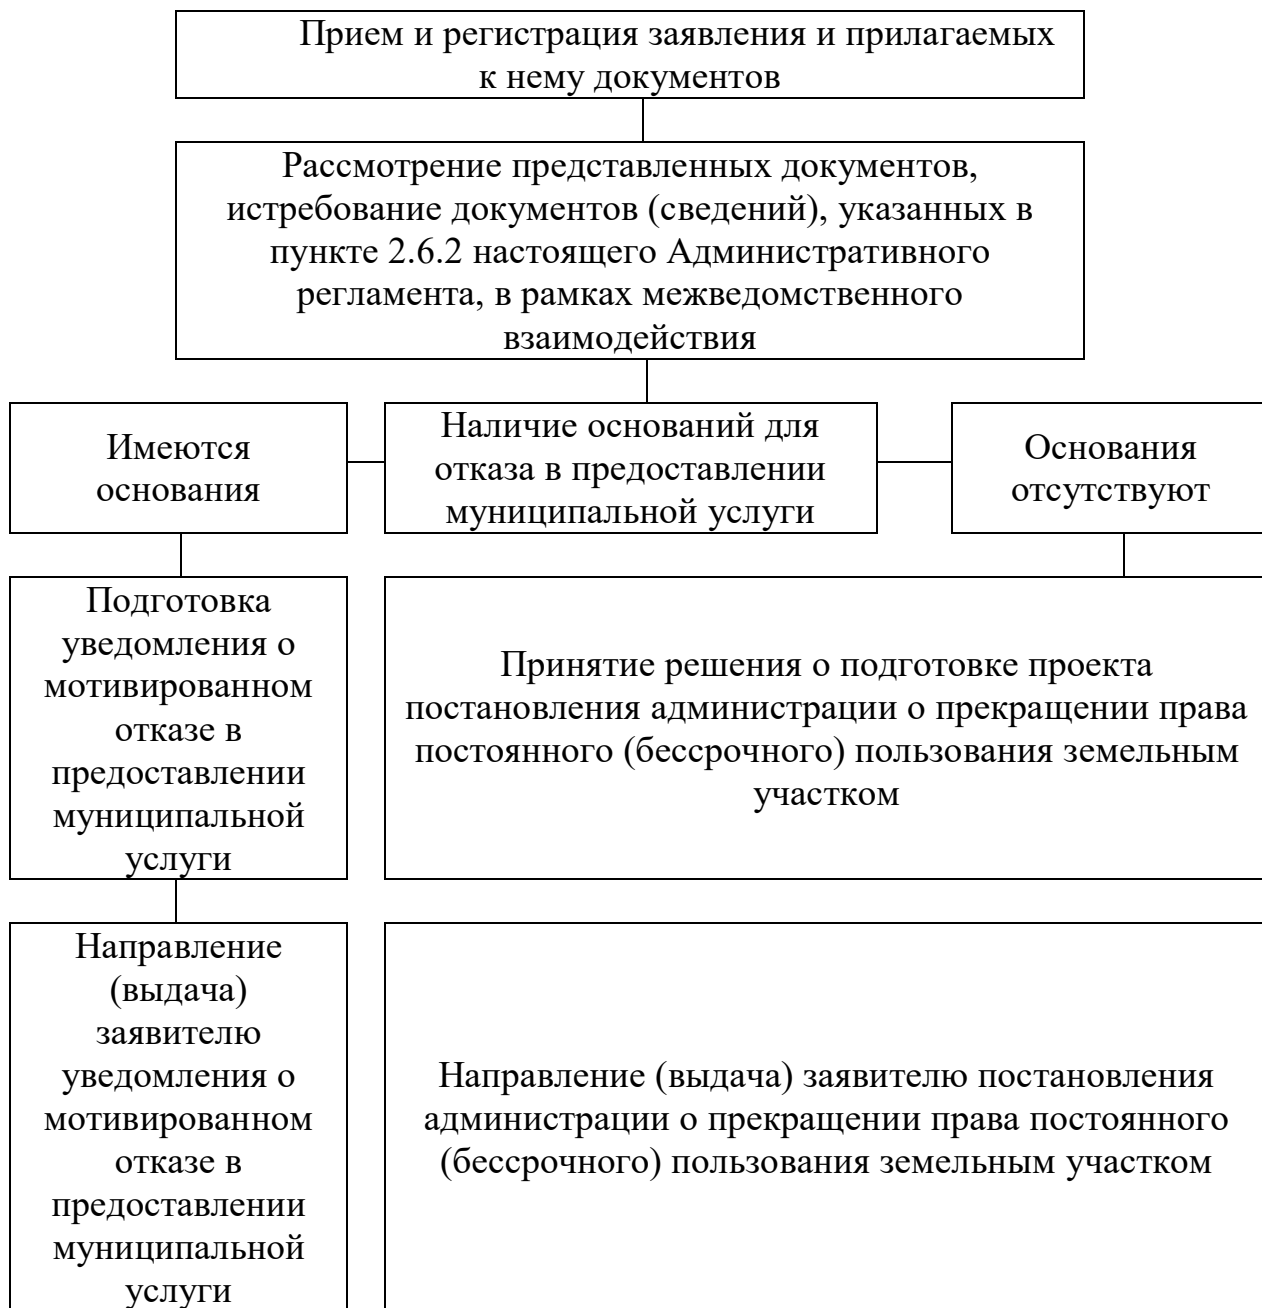 Прием и регистрация заявления и прилагаемых
к нему документов
Рассмотрение представленных документов,
истребование документов (сведений), указанных в
пункте 2.6.2 настоящего Административного
регламента, в рамках межведомственного
взаимодействия
Имеются
основания
Наличие оснований для
отказа в предоставлении
муниципальной услуги
Основания
отсутствуют
Подготовка
уведомления о
мотивированном
отказе в
предоставлении
муниципальной
услуги
Принятие решения о подготовке проекта
постановления администрации о прекращении права
постоянного (бессрочного) пользования земельным
участком
Направление
(выдача)
заявителю
уведомления о
мотивированном
отказе в
предоставлении
муниципальной
услуги
Направление (выдача) заявителю постановления
администрации о прекращении права постоянного
(бессрочного) пользования земельным участком